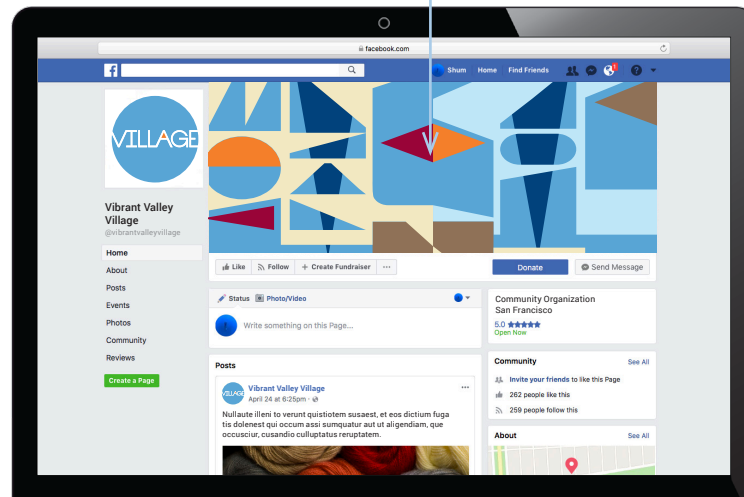 facebook.com
f
Shum Home Find Friends
1
?
VILLAGE
Vibrant Valley
Village
@vibrantvalleyvillage
Home
About
Posts
Events
Photos
Community
Reviews
Create a Page
Like Follow + Create Fundraiser ···
Donate Send Message
Status Photo/Video
Write something on this Page...
Community Organization
San Francisco
5.0 ★★★★★
Open Now
Community See All
Invite your friends to like this Page
262 people like this
259 people follow this
About See All
Posts
VILLAGE
Vibrant Valley Village ···
April 24 at 6:25pm ·
Nullaute illeni to verunt quistiotem susaest, et eos dictium fuga
tis dolenest qui occum assi sumquatur aut ut aligendiam, que
occusciur, cusandio culluptatus reruptatem.